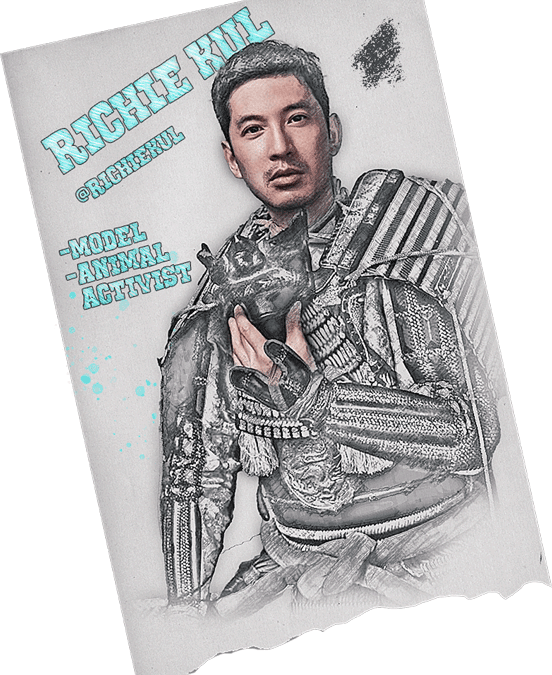 RICHIE KUL
@RICHIEKUL
-MODEL
-ANIMAL
ACTIVIST